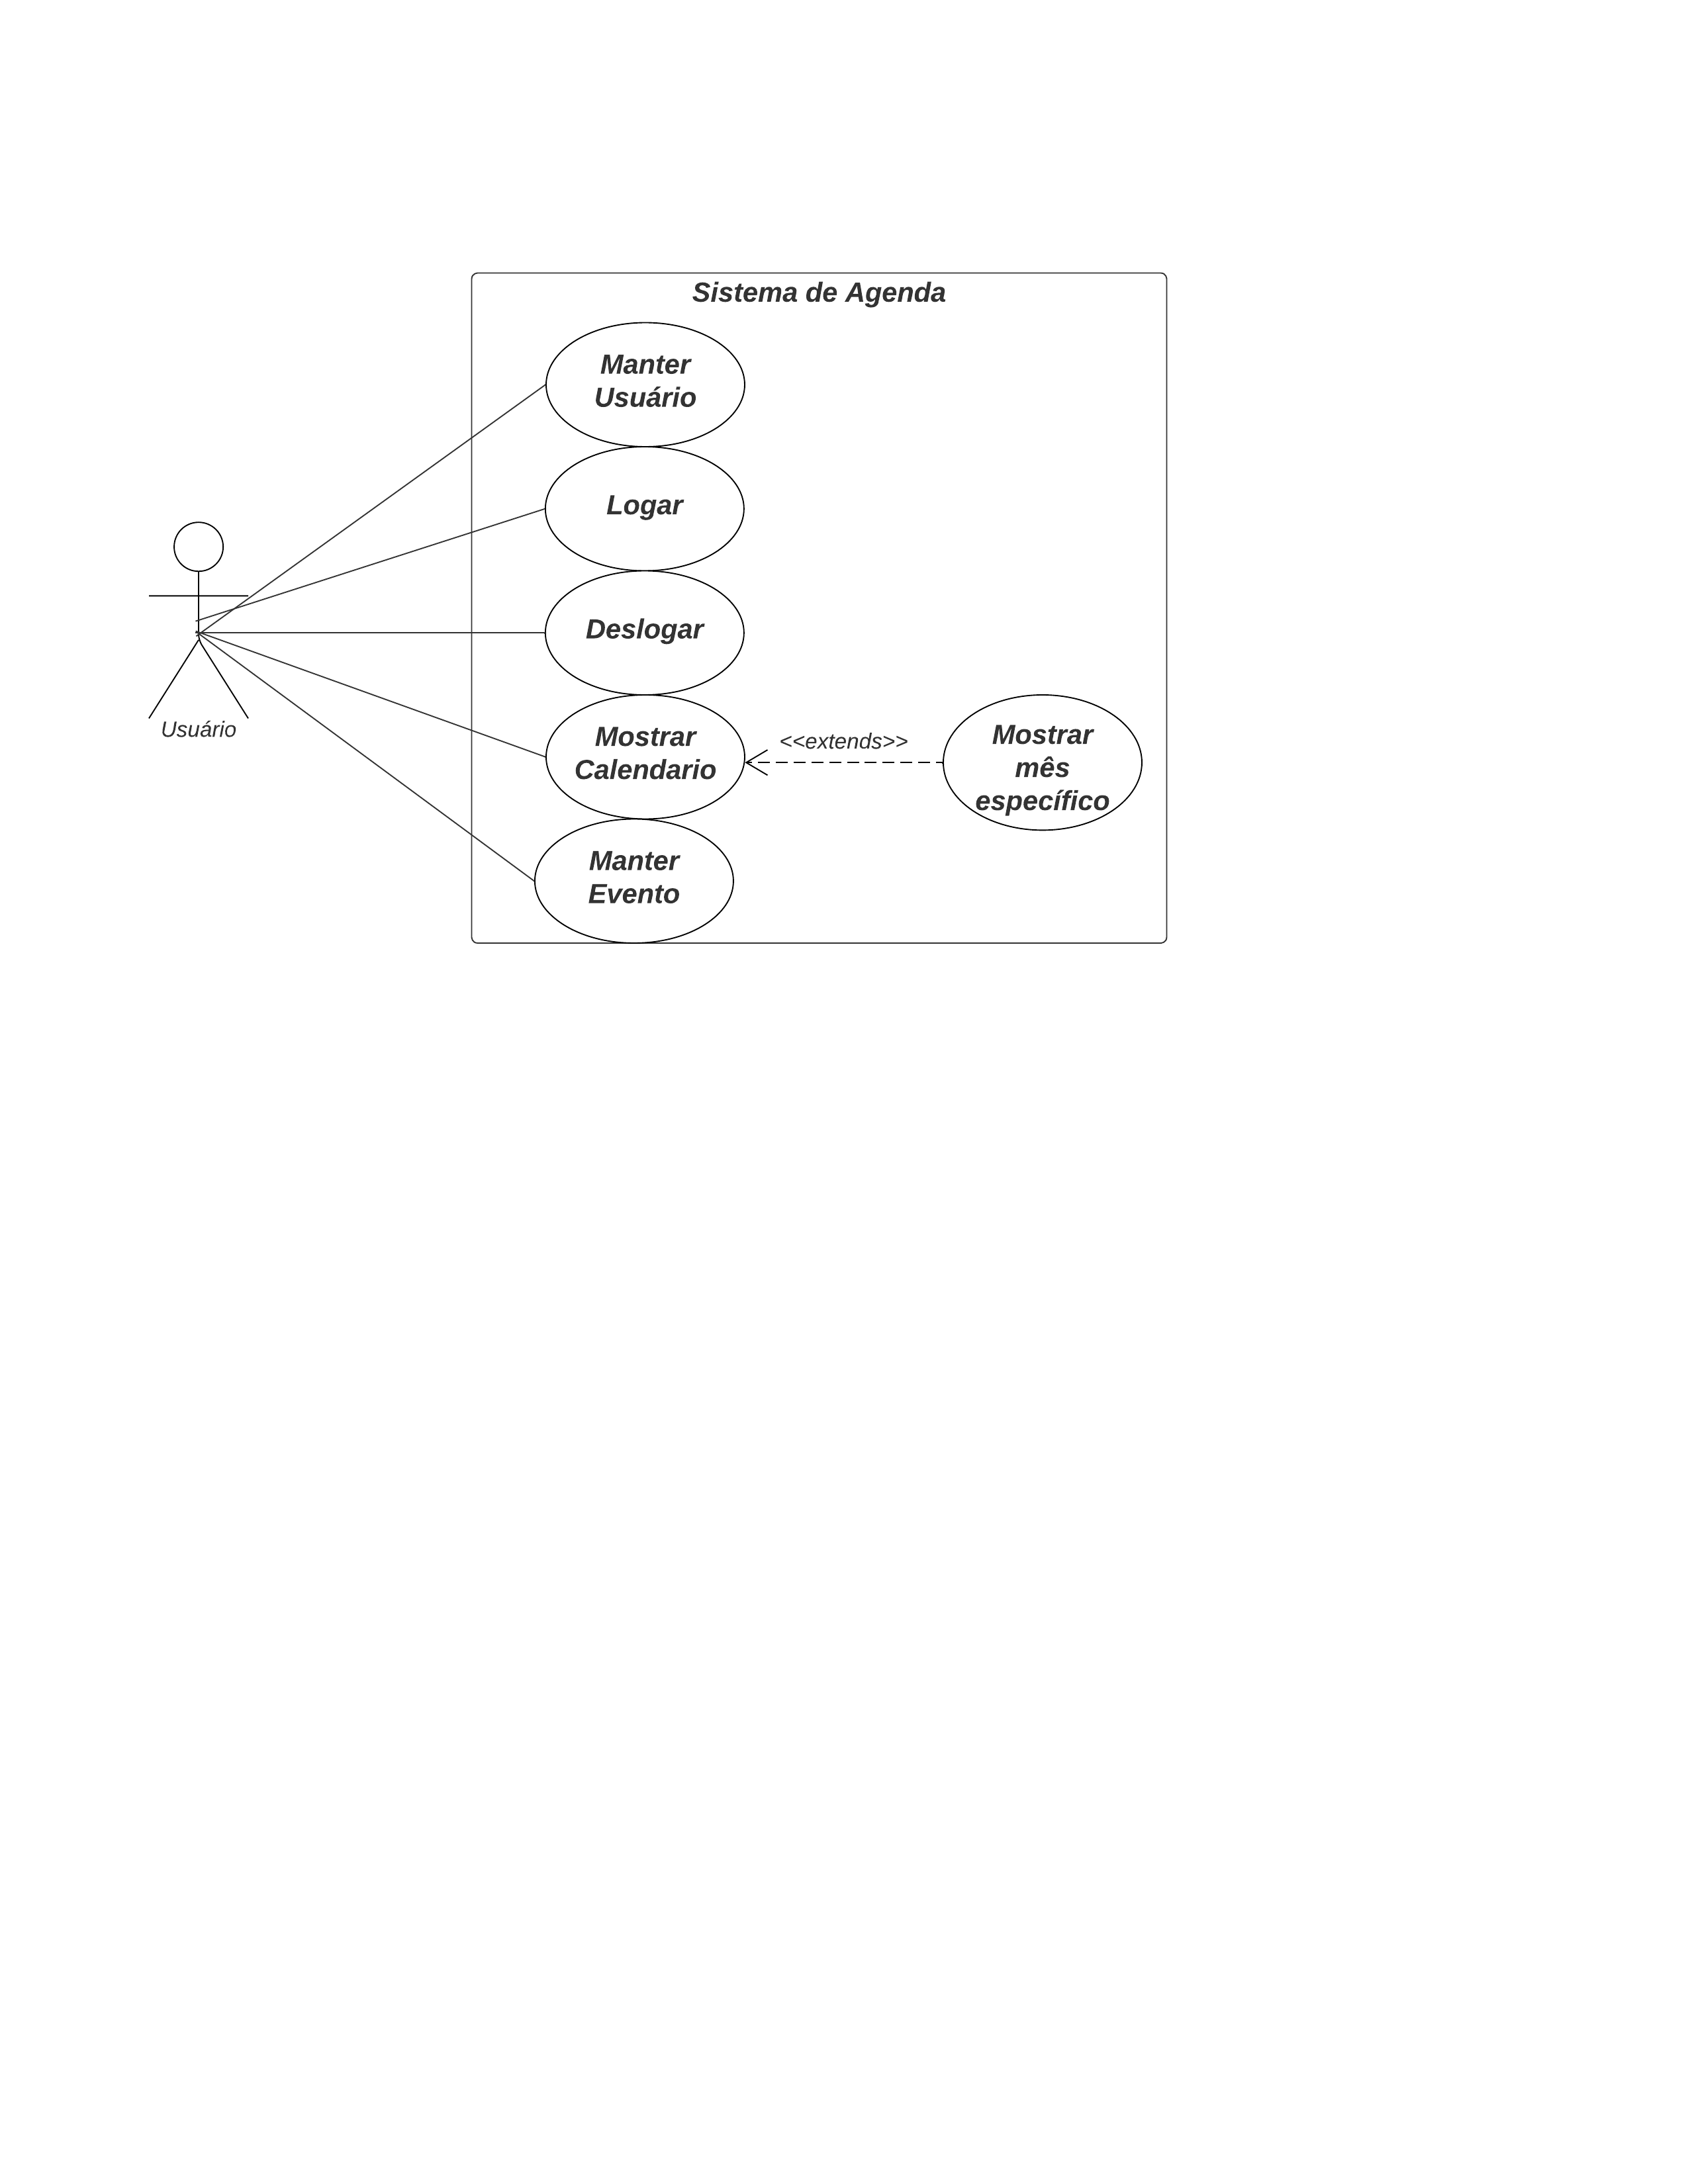 Sistema de Agenda
Manter
Usuário
Logar
Deslogar
Usuário
Mostrar
Calendario
<<extends>>
Mostrar
mês
específico
Manter
Evento